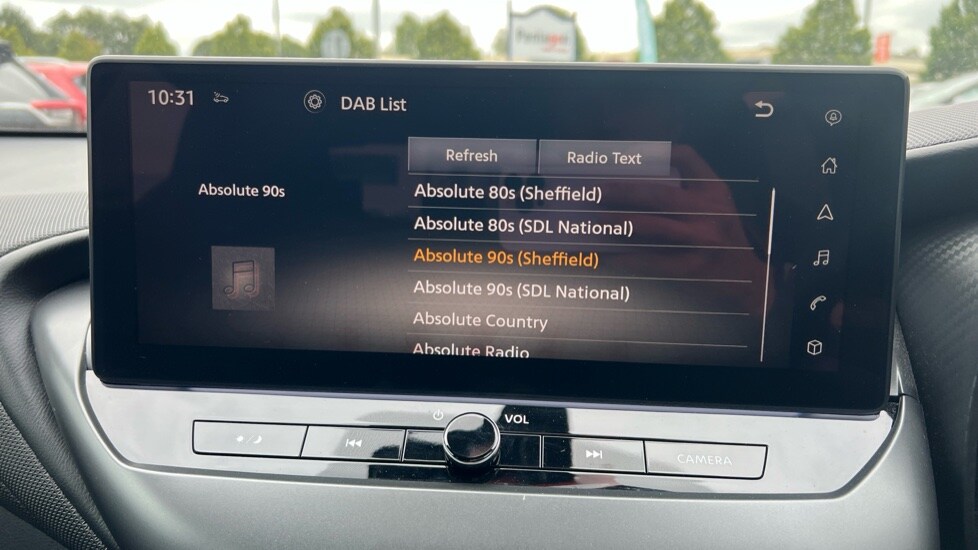 10:31
DAB List
Refresh
Radio Text
Absolute 90s
Absolute 80s (Sheffield)
Absolute 80s (SDL National)
Absolute 90s (Sheffield)
Absolute 90s (SDL National)
Absolute Country
Absolute Radio
VOL
CAMERA